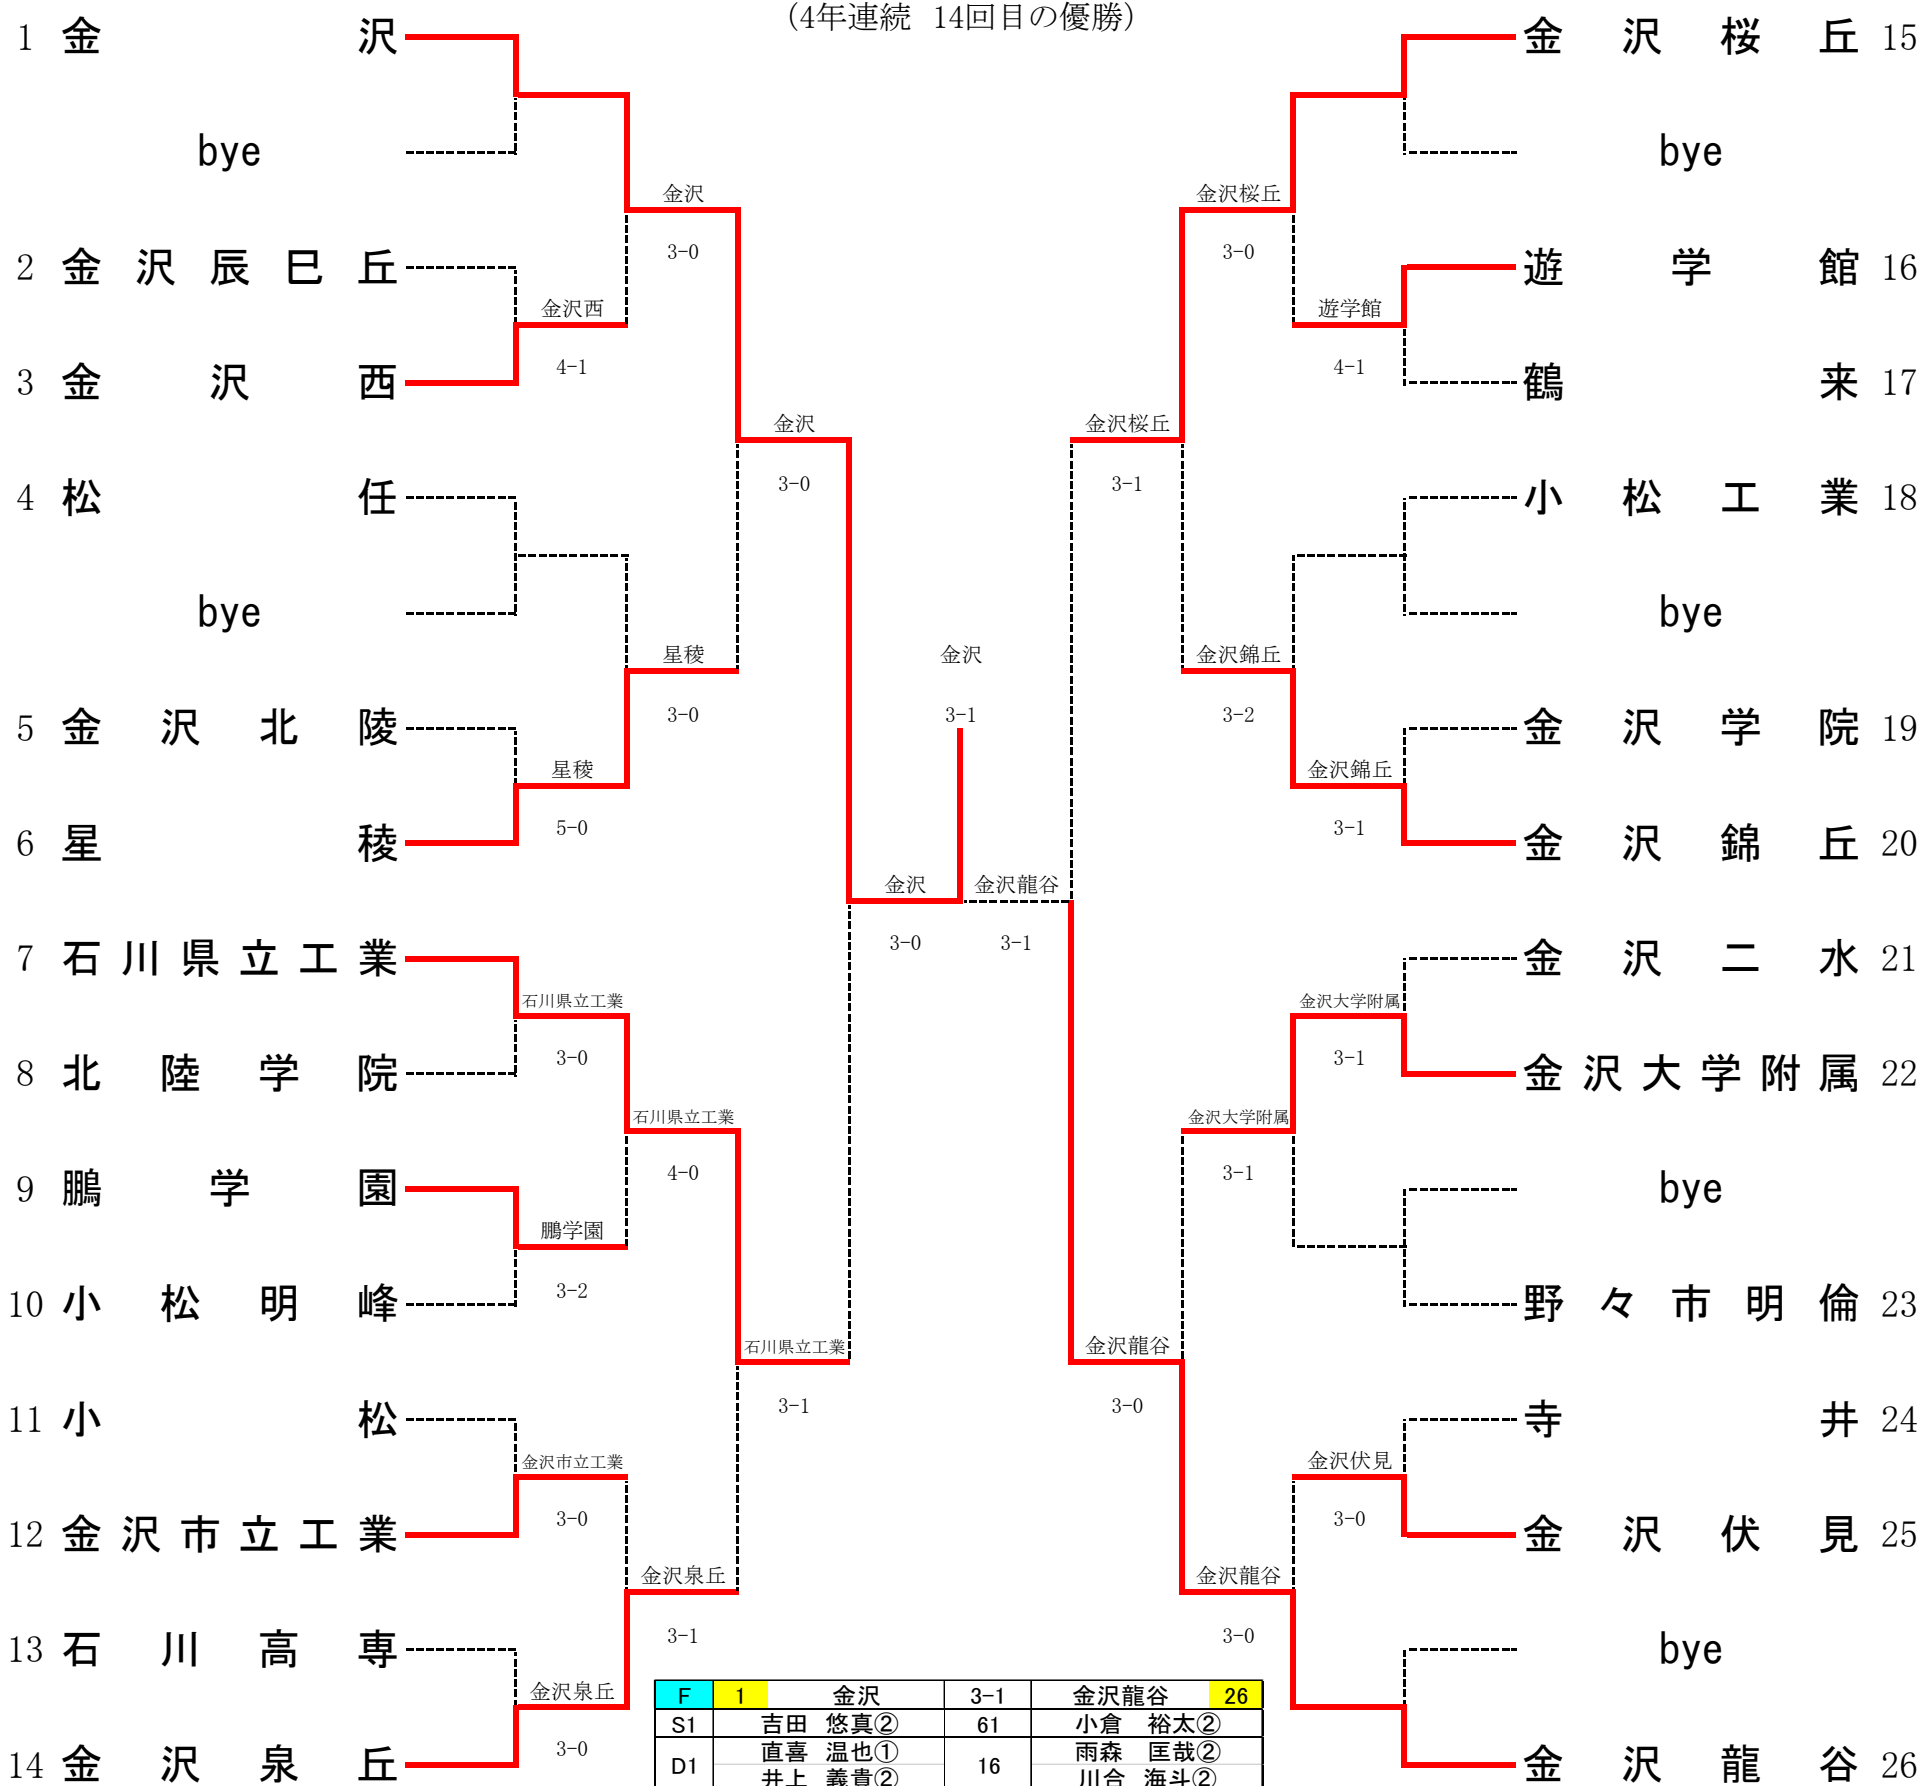 (4年連続 14回目の優勝)
1 金沢
bye
2 金沢辰巳丘
3 金沢西
4 松任
bye
5 金沢北陵
6 星稜
7 石川県立工業
8 北陸学院
9 鵬学園
10 小松明峰
11 小松
12 金沢市立工業
13 石川高専
14 金沢泉丘
金沢西
4-1
星稜
5-0
石川県立工業
3-0
鵬学園
3-2
金沢市立工業
3-0
金沢泉丘
3-0
金沢
3-0
星稜
3-0
石川県立工業
4-0
金沢泉丘
3-1
金沢
3-0
石川県立工業
3-1
金沢
3-0
金沢
3-1
金沢龍谷
3-1
金沢桜丘
3-1
金沢龍谷
3-0
金沢桜丘
3-0
金沢錦丘
3-2
金沢大学附属
3-1
金沢龍谷
3-0
遊学館
4-1
金沢錦丘
3-1
金沢大学附属
3-1
金沢伏見
3-0
金沢桜丘 15
bye
遊学館 16
鶴来 17
小松工業 18
bye
金沢学院 19
金沢錦丘 20
金沢二水 21
金沢大学附属 22
bye
野々市明倫 23
寺井 24
金沢伏見 25
bye
金沢龍谷 26
F 1 金沢 3-1 金沢龍谷 26
S1 吉田 悠真② 61 小倉 裕太②
D1 直喜 温也① 16 雨森 匡哉②
井上 義貴② 川合 海斗②